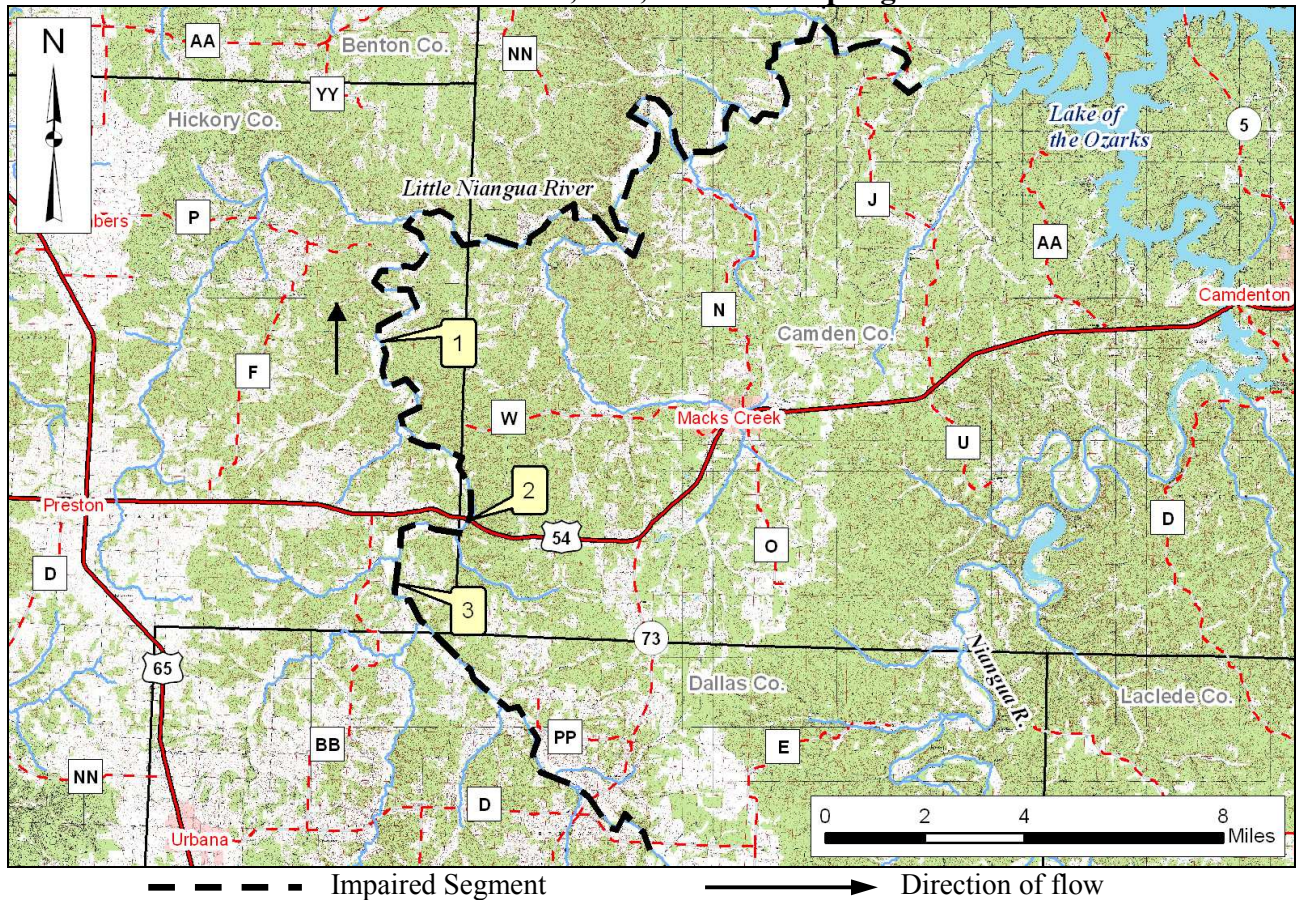 N
AA
Benton Co.
NN
YY
Hickory Co.
Lake of
the Ozarks
5
Little Niangua River
P
bers
J
AA
Camdenton
N
Camden Co.
1
F
W
Macks Creek
U
2
Preston
54
D
O
D
3
73
65
Dallas Co.
Niangua R.
Laclede Co.
BB
PP
E
NN
D
Urbana
0 2 4 8
Miles
Impaired Segment
Direction of flow